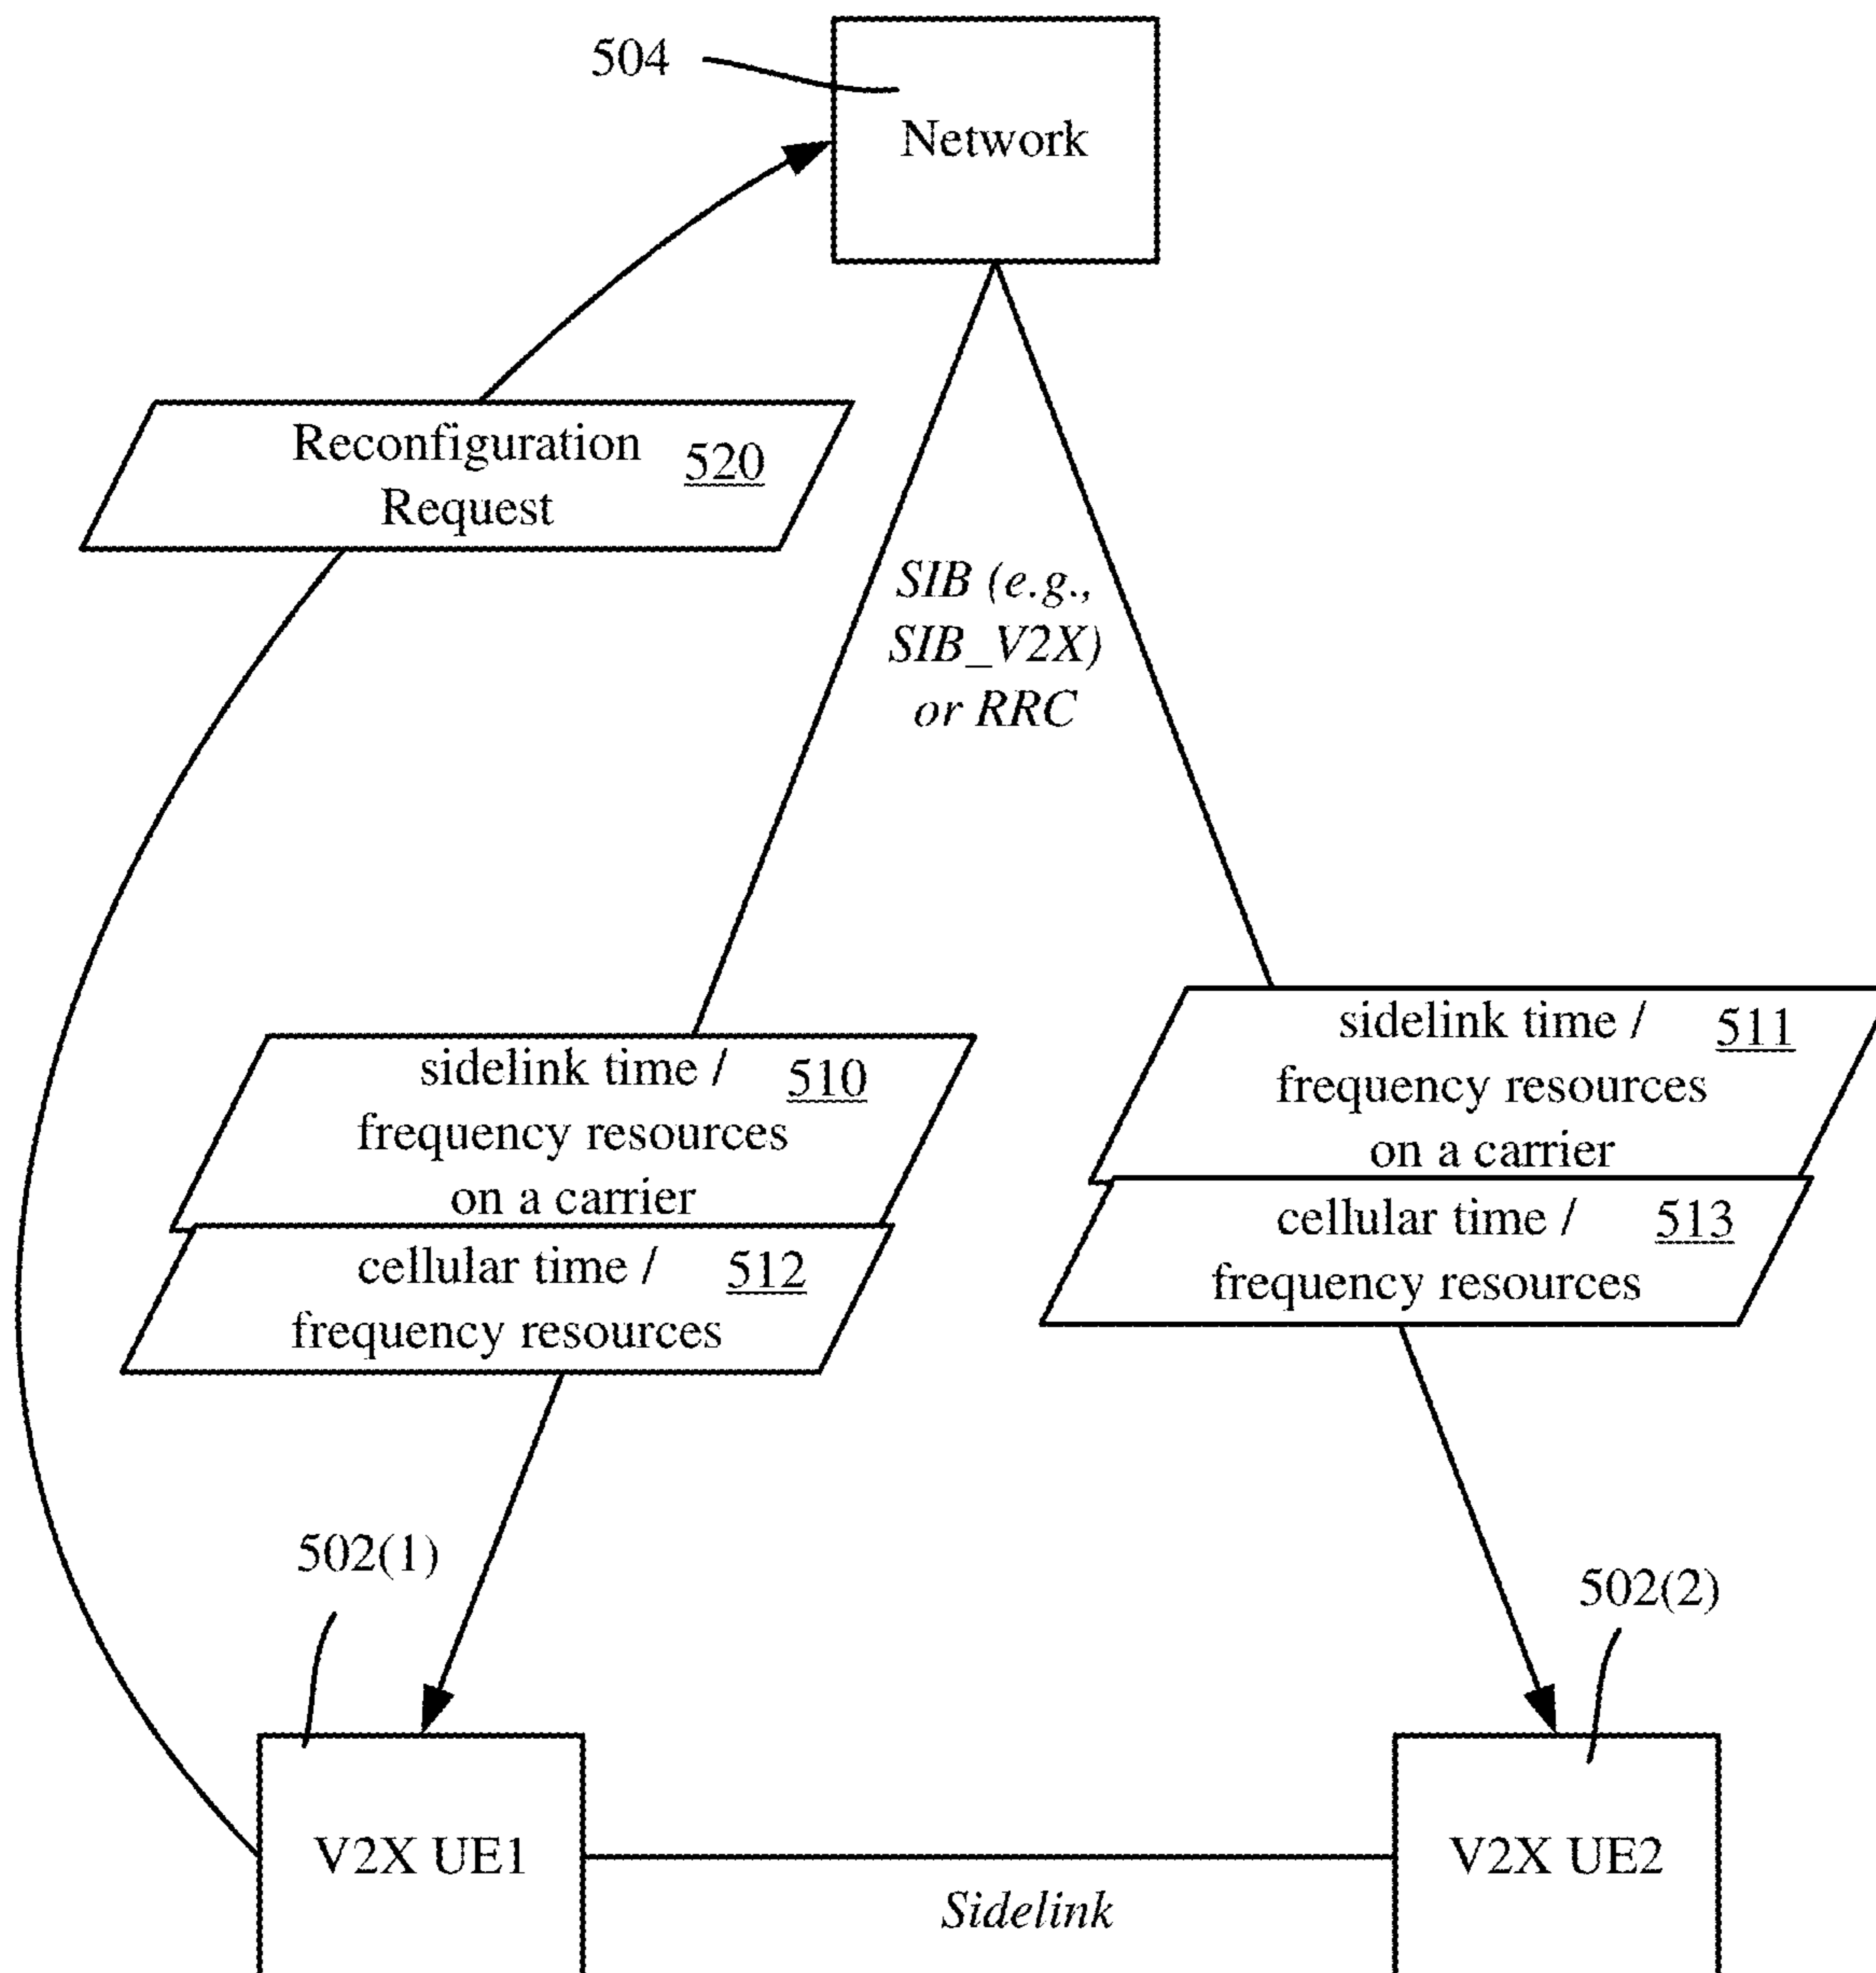 504
Network
Reconfiguration
Request
520
SIB (e.g.,
SIB_V2X)
or RRC
sidelink time /
frequency resources
on a carrier
510
cellular time /
frequency resources
512
sidelink time /
frequency resources
on a carrier
511
cellular time /
frequency resources
513
502(1)
502(2)
V2X UE1
Sidelink
V2X UE2